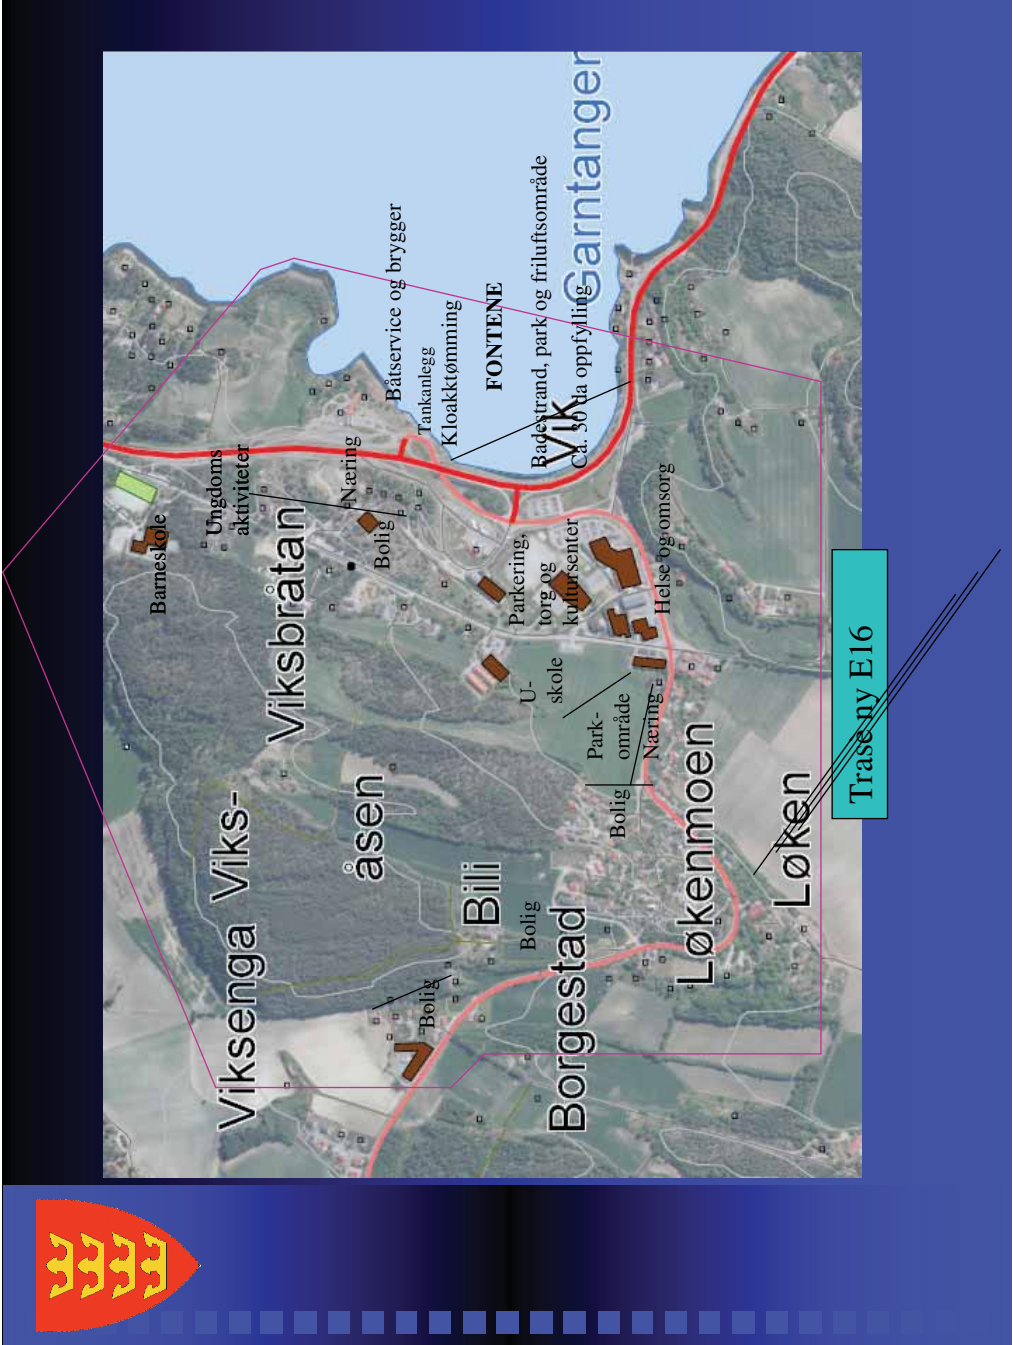 Barneskole
Ungdoms
aktiviteter
Næring
Bolig
Båtservice og brygger
Tankanlegg
Kloakktømming
FONTENE
Badestrand, park og friluftsområde
Ca. 30 da oppfylling
Garntangen
Vik
Viksbråtan
Viks-
åsen
Viksenga
Parkering,
torg og
kultursenter
Helse og omsorg
U-
skole
Park-
område
Næring
Bolig
Bili
Bolig
Bolig
Borgestad
Løkenmoen
Løken
Trase ny E16